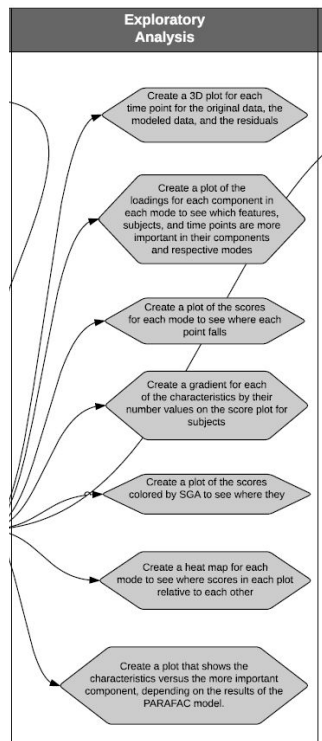 Exploratory
Analysis
Create a 3D plot for each
time point for the original data, the
modeled data, and the residuals
Create a plot of the
loadings for each component in
each mode to see which features,
subjects, and time points are more
important in their components
and respective modes
Create a plot of the scores
for each mode to see where each
point falls
Create a gradient for each
of the characteristics by their
number values on the score plot for
subjects
Create a plot of the scores
colored by SGA to see where they
Create a heat map for each
mode to see where scores in each plot
relative to each other
Create a plot that shows the
characteristics versus the more important
component, depending on the results of the
PARAFAC model.